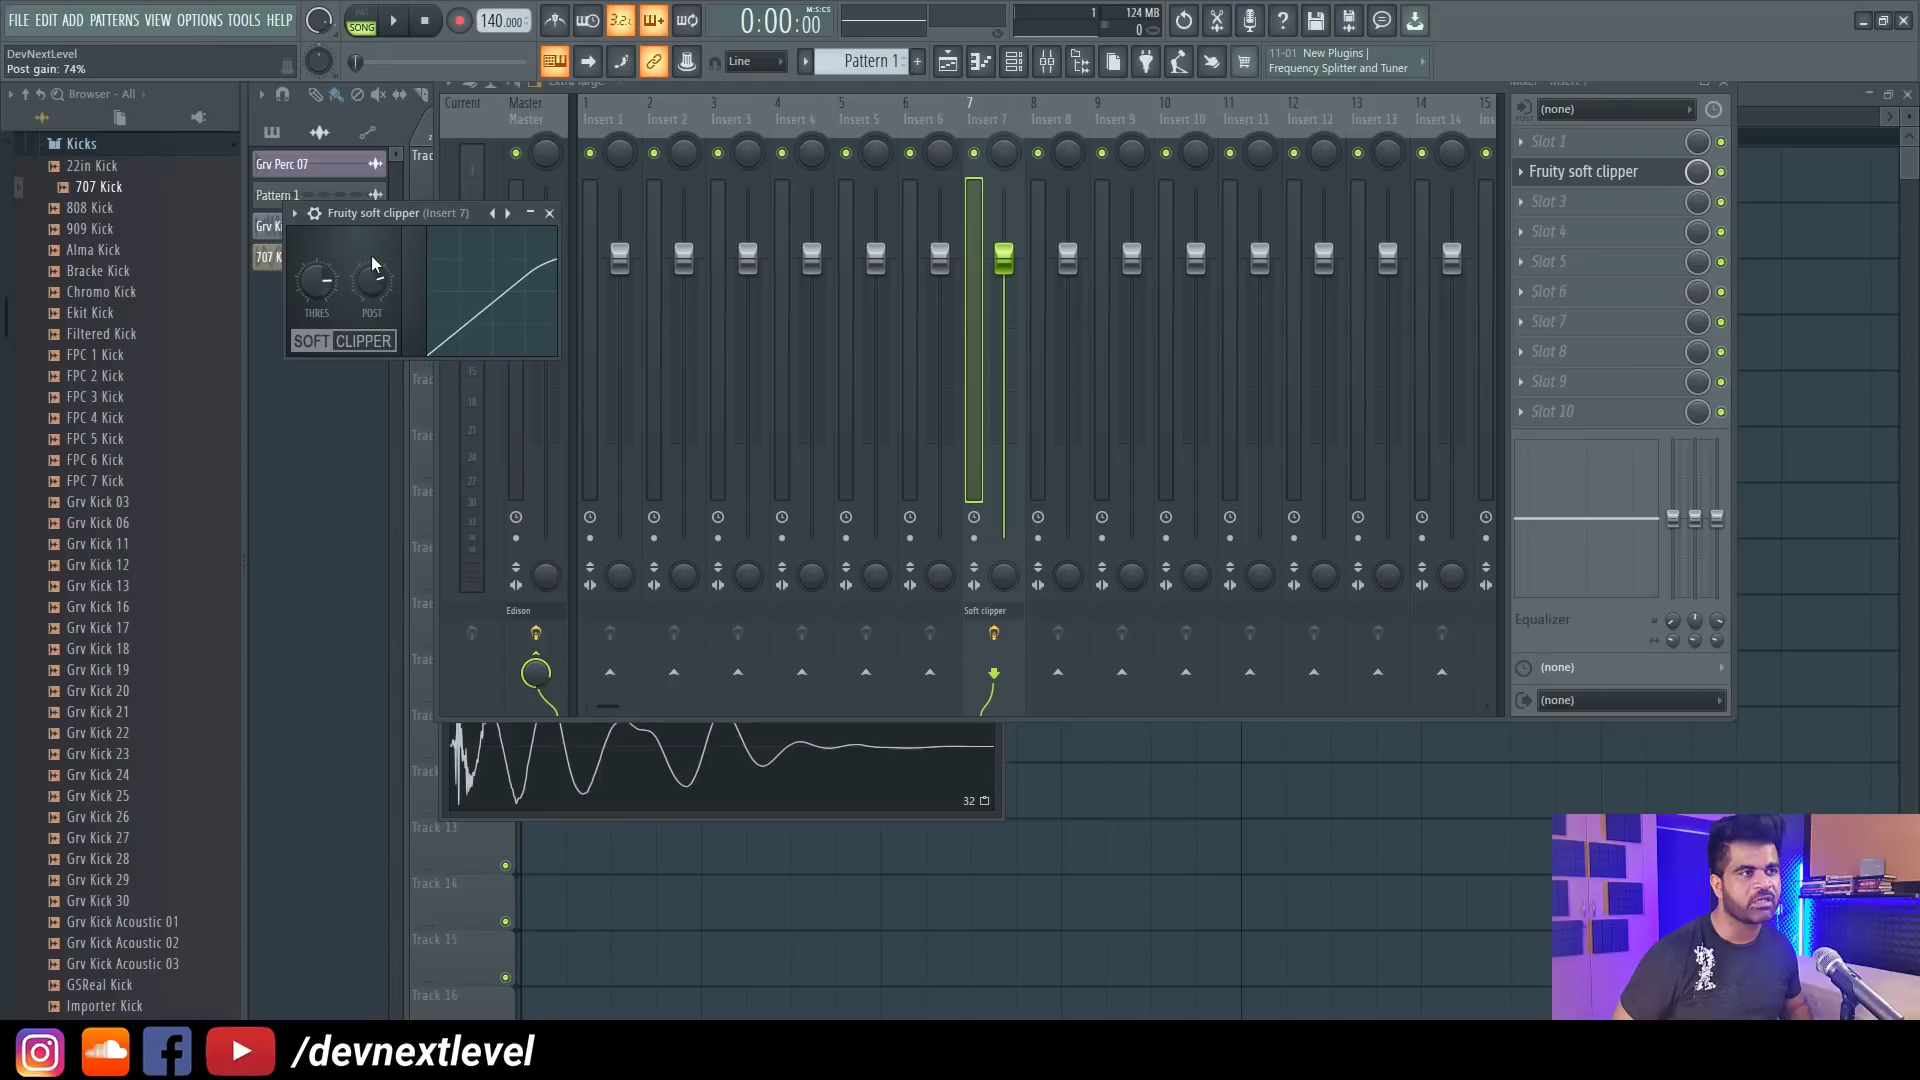 FILE EDIT ADD PATTERNS VIEW OPTIONS TOOLS HELP
PAT
SONG
140.000
3.2.
0:00:00
M:S:CS
1
124 MB
0
DevNextLevel
Post gain: 74%
Line
Pattern 1
11-01 New Plugins |
Frequency Splitter and Tuner
Browser - All
Kicks
22in Kick
707 Kick
808 Kick
909 Kick
Alma Kick
Bracke Kick
Chromo Kick
Ekit Kick
Filtered Kick
FPC 1 Kick
FPC 2 Kick
FPC 3 Kick
FPC 4 Kick
FPC 5 Kick
FPC 6 Kick
FPC 7 Kick
Grv Kick 03
Grv Kick 06
Grv Kick 11
Grv Kick 12
Grv Kick 13
Grv Kick 16
Grv Kick 17
Grv Kick 18
Grv Kick 19
Grv Kick 20
Grv Kick 21
Grv Kick 22
Grv Kick 23
Grv Kick 24
Grv Kick 25
Grv Kick 26
Grv Kick 27
Grv Kick 28
Grv Kick 29
Grv Kick 30
Grv Kick Acoustic 01
Grv Kick Acoustic 02
Grv Kick Acoustic 03
GSReal Kick
Importer Kick
Grv Perc 07
Pattern 1
Grv Ki
707 K
Fruity soft clipper (Insert 7)
THRES POST
SOFT CLIPPER
Current Master 1 2 3 4 5 6 7 8 9 10 11 12 13 14 15
Master Insert 1 Insert 2 Insert 3 Insert 4 Insert 5 Insert 6 Insert 7 Insert 8 Insert 9 Insert 10 Insert 11 Insert 12 Insert 13 Insert 14 Ins
3
15
18
21
24
27
30
33
Edison
Soft clipper
(none)
Slot 1
Fruity soft clipper
Slot 3
Slot 4
Slot 5
Slot 6
Slot 7
Slot 8
Slot 9
Slot 10
Equalizer
(none)
(none)
32
Track 13
Track 14
Track 15
Track 16
/devnextlevel